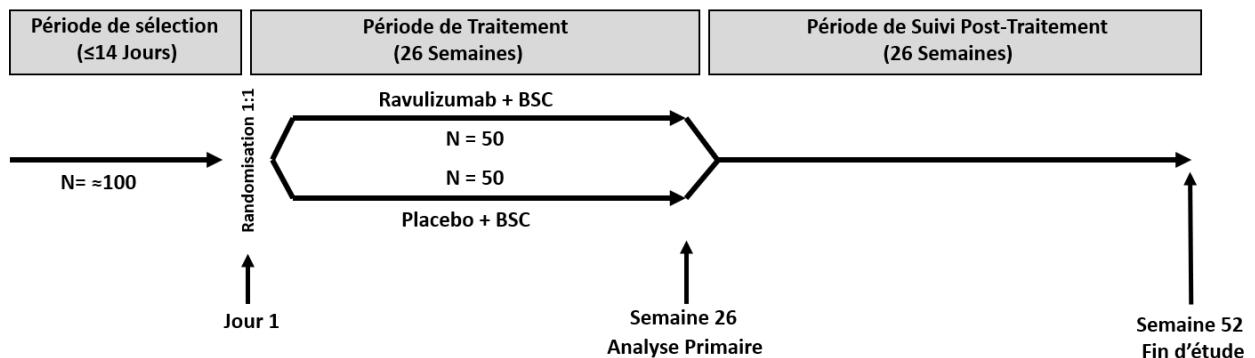 Période de sélection
(≤14 Jours)
Période de Traitement
(26 Semaines)
Période de Suivi Post-Traitement
(26 Semaines)
N= ≈100
Randomisation 1:1
Ravulizumab + BSC
N = 50
N = 50
Placebo + BSC
Jour 1
Semaine 26
Analyse Primaire
Semaine 52
Fin d'étude